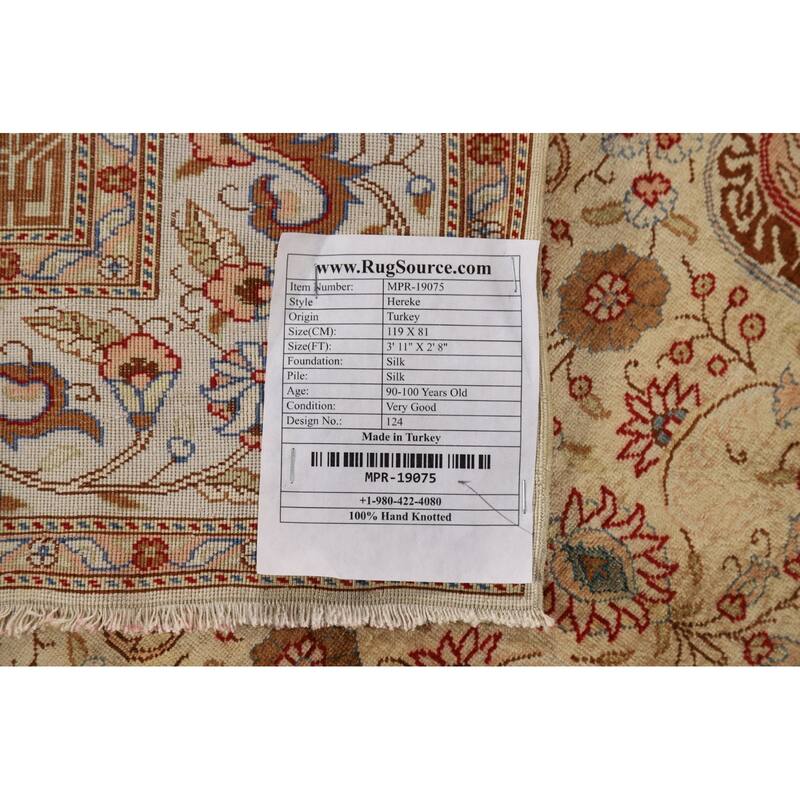 www.RugSource.com
Item Number: MPR-19075
Style Hereke
Origin Turkey
Size(CM): 119 X 81
Size(FT): 3' 11" X 2' 8"
Foundation: Silk
Pile: Silk
Age: 90-100 Years Old
Condition: Very Good
Design No.: 124
Made in Turkey
MPR-19075
+1-980-422-4080
100% Hand Knotted